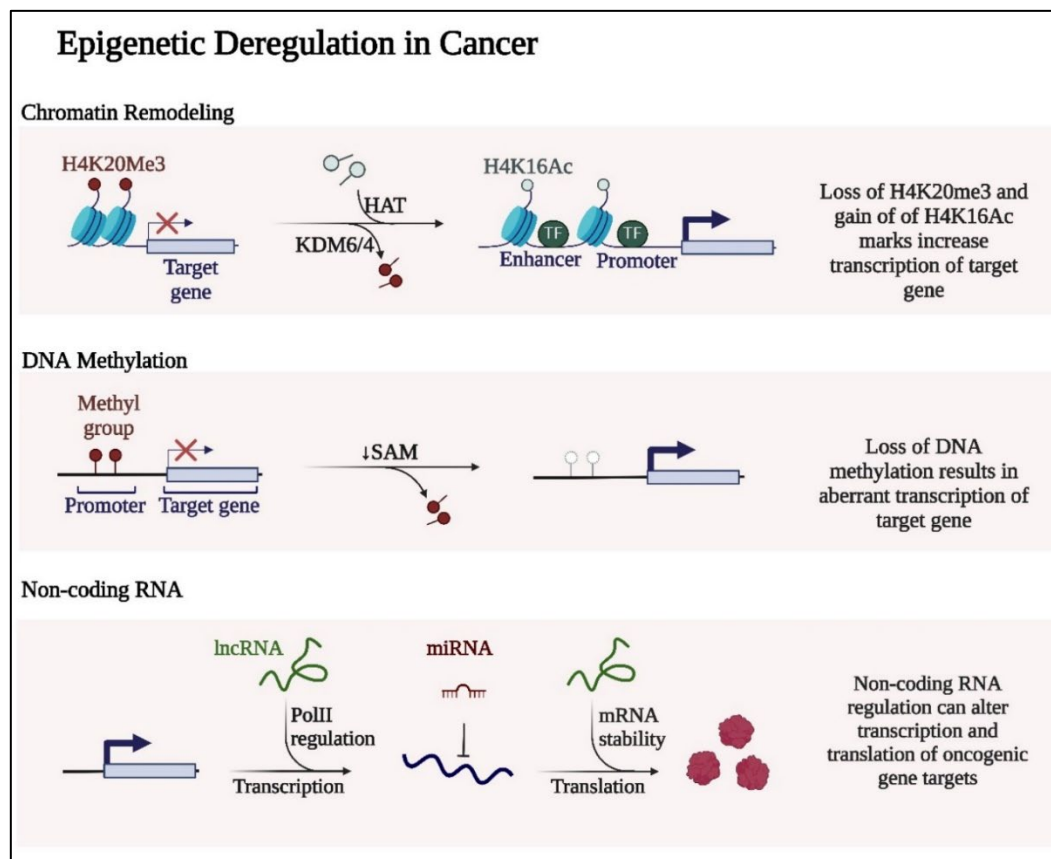 Epigenetic Deregulation in Cancer
Chromatin Remodeling
H4K20Me3
Target
gene
HAT
KDM6/4
H4K16Ac
TF
TF
Enhancer
Promoter
Loss of H4K20me3 and
gain of of H4K16Ac
marks increase
transcription of target
gene
DNA Methylation
Methyl
group
Promoter
Target gene
↓SAM
Loss of DNA
methylation results in
aberrant transcription of
target gene
Non-coding RNA
lncRNA
PolII
regulation
Transcription
miRNA
mRNA
stability
Translation
Non-coding RNA
regulation can alter
transcription and
translation of oncogenic
gene targets